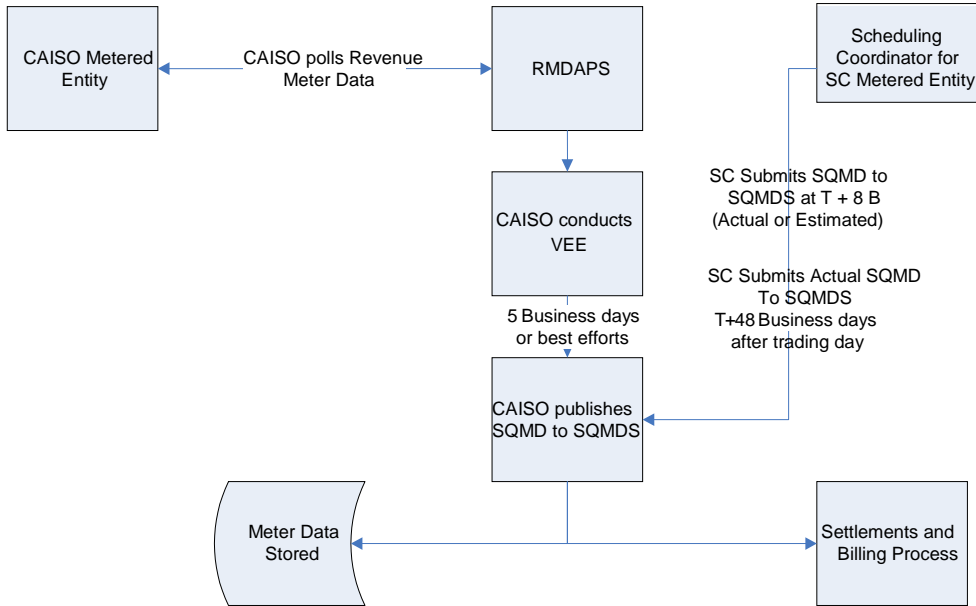 CAISO Metered
Entity
CAISO polls Revenue
Meter Data
RMDAPS
Scheduling
Coordinator for
SC Metered Entity
SC Submits SQMD to
SQMDS at T + 8 B
(Actual or Estimated)
CAISO conducts
VEE
SC Submits Actual SQMD
To SQMDS
T+48 Business days
after trading day
5 Business days
or best efforts
CAISO publishes
SQMD to SQMDS
Meter Data
Stored
Settlements and
Billing Process